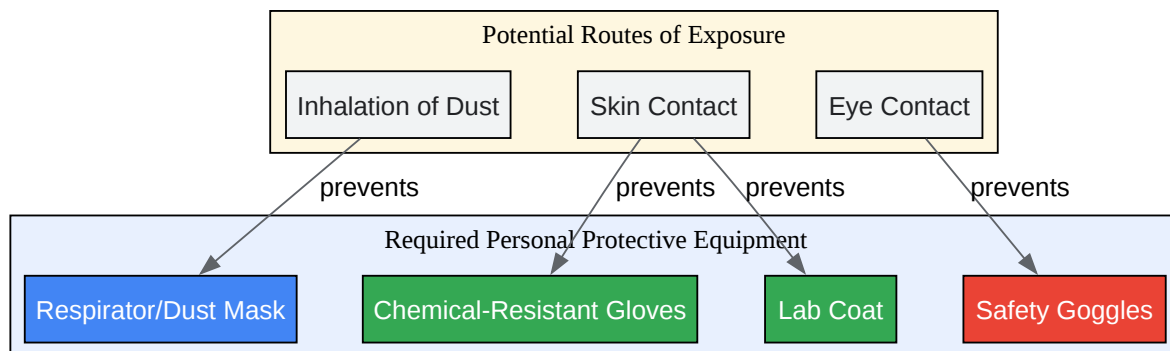 Potential Routes of Exposure
Inhalation of Dust
Skin Contact
Eye Contact
prevents
prevents
prevents
prevents
Required Personal Protective Equipment
Respirator/Dust Mask
Chemical-Resistant Gloves
Lab Coat
Safety Goggles